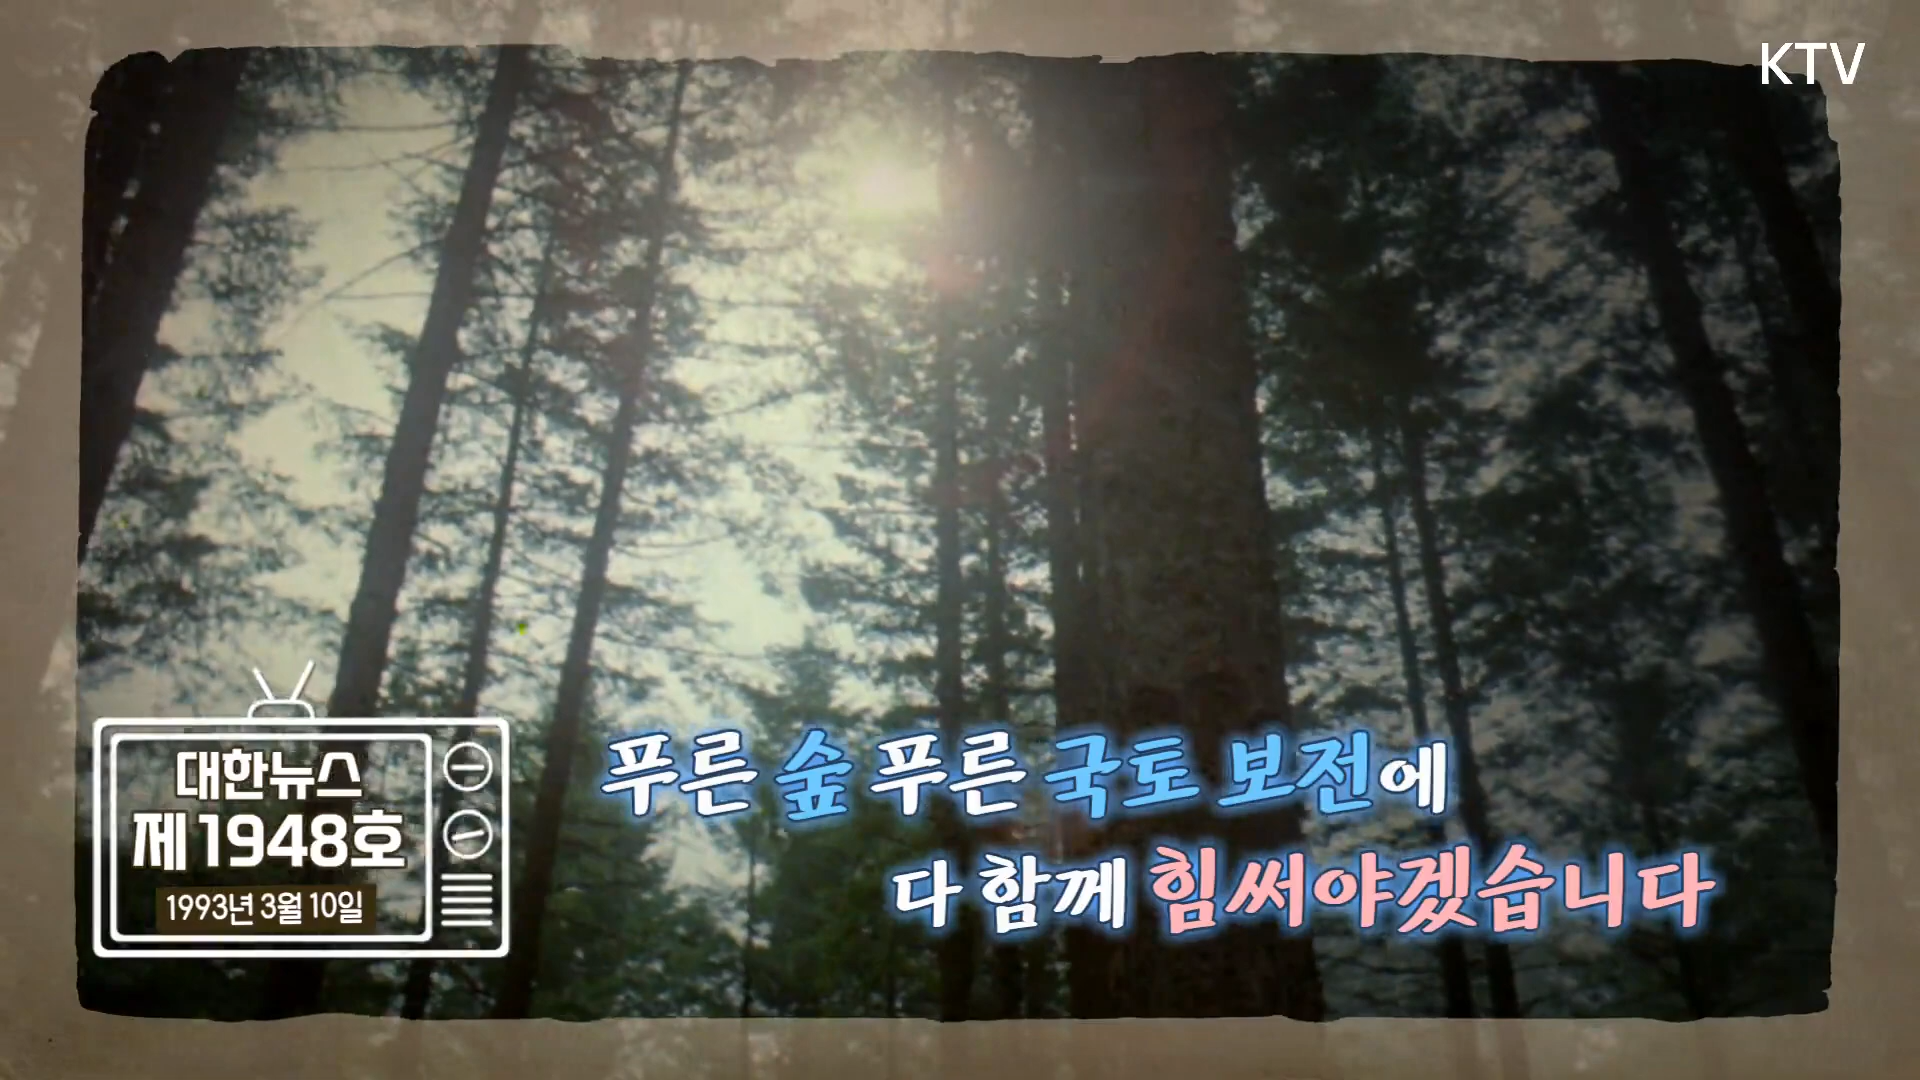 KTV
대한뉴스
제1948호
1993년 3월 10일
푸른 숲 푸른 국토 보전에
다 함께 힘써야겠습니다